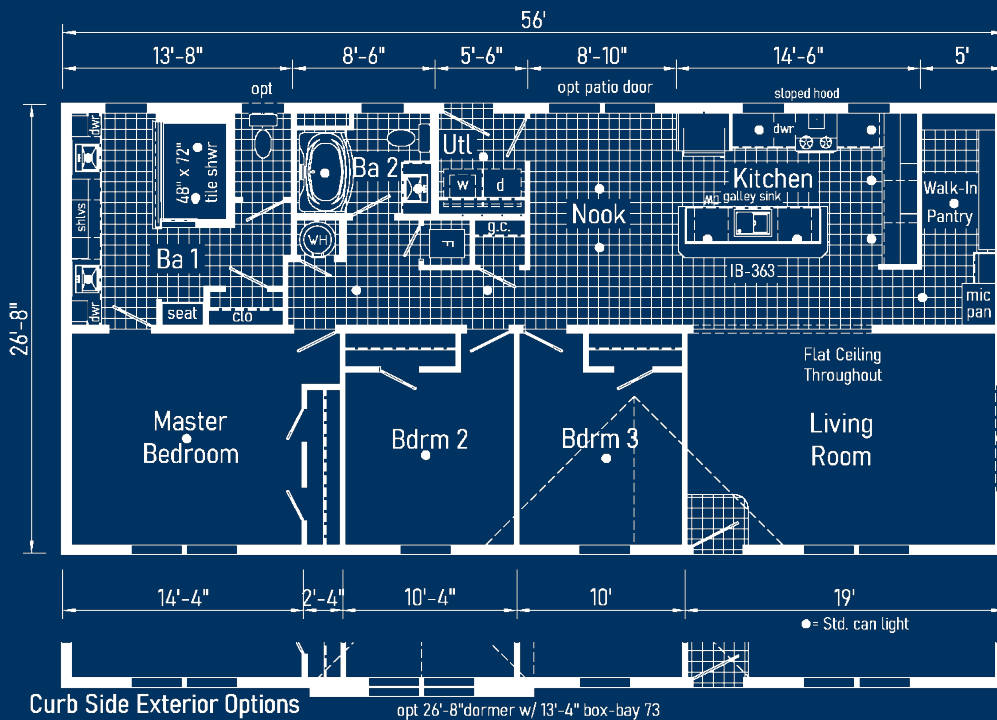 56'
13'-8" 8'-6" 5'-6" 8'-10" 14'-6" 5'
opt opt patio door sloped hood
dwr
48" x 72"
tile shwr
shlvs
Ba 1
seat
clo
dwr
Ba 2
WH
F
Utl
w d
g.c.
Nook
dwr
Kitchen
galley sink
DW
IB-363
Walk-In
Pantry
mic
pan
26'-8"
Master
Bedroom
Bdrm 2
Bdrm 3
Flat Ceiling
Throughout
Living
Room
14'-4" 2'-4" 10'-4" 10' 19'
= Std. can light
Curb Side Exterior Options
opt 26'-8"dormer w/ 13'-4" box-bay 73